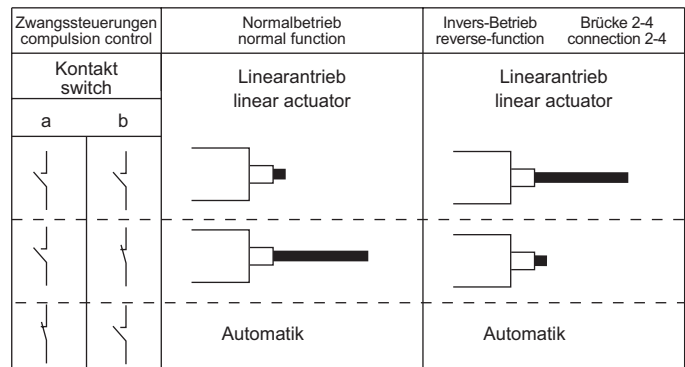 Zwangssteuerungen
compulsion control
Normalbetrieb
normal function
Invers-Betrieb Brücke 2-4
reverse-function connection 2-4
Kontakt
switch
a b
Linearantrieb
linear actuator
Linearantrieb
linear actuator
Automatik Automatik